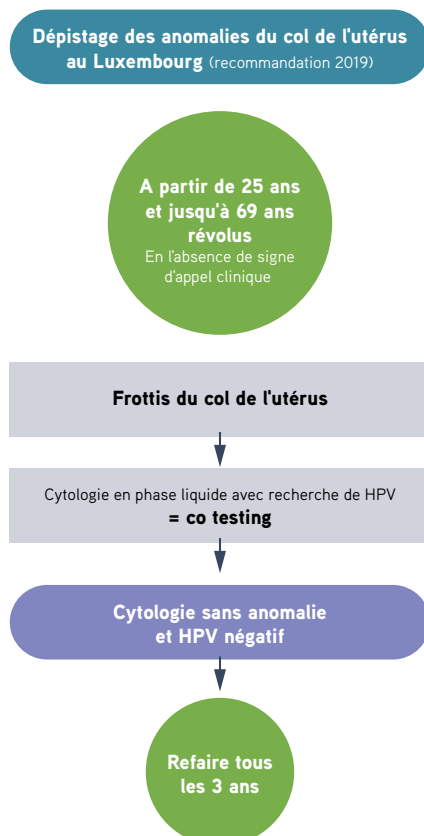 Dépistage des anomalies du col de l'utérus
au Luxembourg (recommandation 2019)
A partir de 25 ans
et jusqu'à 69 ans
révolus
En l'absence de signe
d'appel clinique
Frottis du col de l'utérus
Cytologie en phase liquide avec recherche de HPV
= co testing
Cytologie sans anomalie
et HPV négatif
Refaire tous
les 3 ans